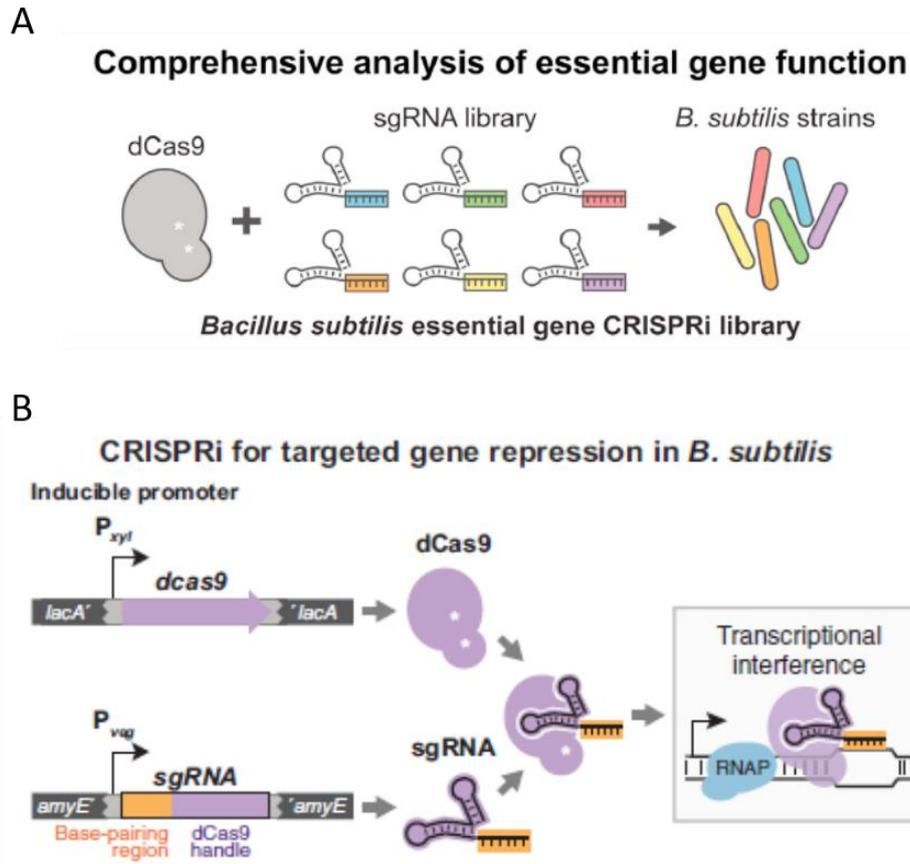 A
Comprehensive analysis of essential gene function
sgRNA library
B. subtilis strains
dCas9
Bacillus subtilis essential gene CRISPRi library
B
CRISPRi for targeted gene repression in B. subtilis
Inducible promoter
Pxyl
dcas9
lacA' 'lacA
dCas9
Transcriptional
interference
RNAP
Pveg
sgRNA
amyE' 'amyE
Base-pairing
region
dCas9
handle
sgRNA